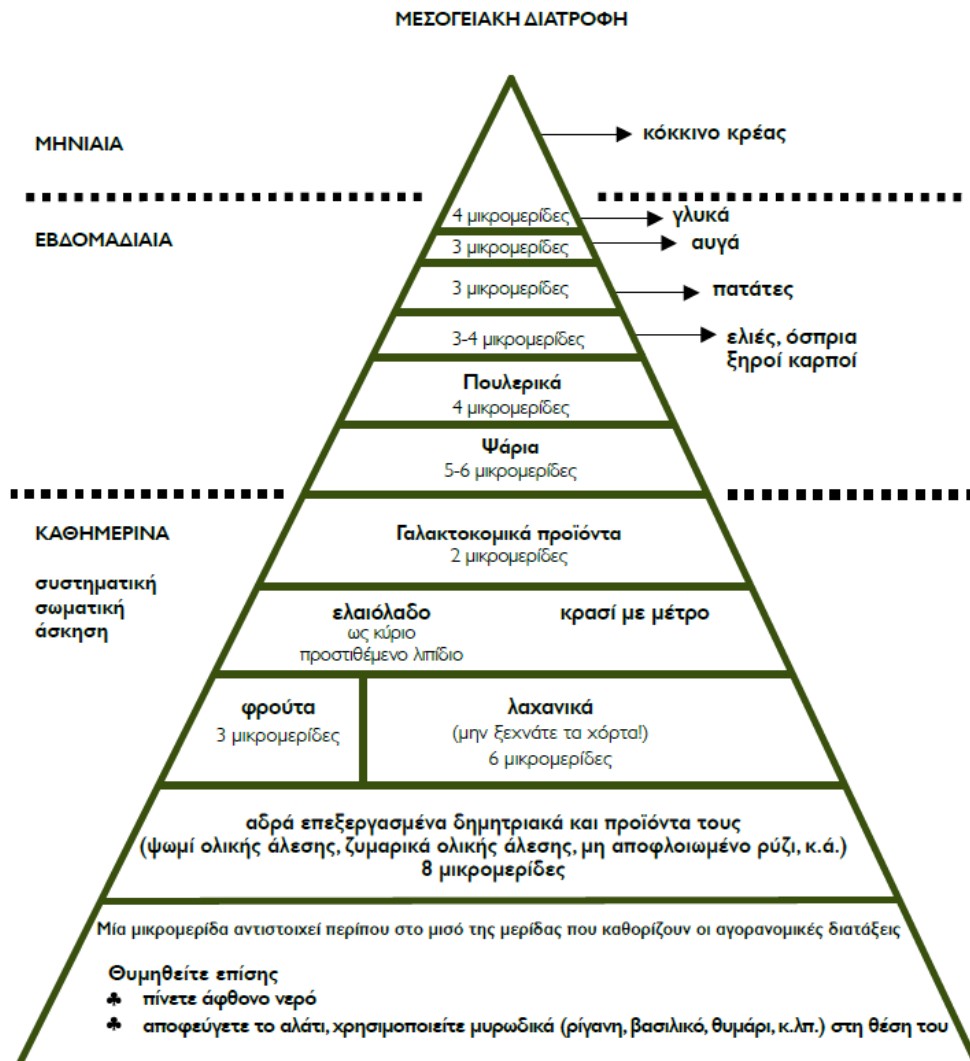 ΜΕΣΟΓΕΙΑΚΗ ΔΙΑΤΡΟΦΗ
ΜΗΝΙΑΙΑ
κόκκινο κρέας
ΕΒΔΟΜΑΔΙΑΙΑ
4 μικρομερίδες
γλυκά
3 μικρομερίδες
αυγά
3 μικρομερίδες
πατάτες
3-4 μικρομερίδες
ελιές, όσπρια
ξηροί καρποί
Πουλερικά
4 μικρομερίδες
Ψάρια
5-6 μικρομερίδες
ΚΑΘΗΜΕΡΙΝΑ
συστηματική
σωματική
άσκηση
Γαλακτοκομικά προϊόντα
2 μικρομερίδες
ελαιόλαδο
ως κύριο
προστιθέμενο λιπίδιο
κρασί με μέτρο
φρούτα
3 μικρομερίδες
λαχανικά
(μην ξεχνάτε τα χόρτα!)
6 μικρομερίδες
αδρά επεξεργασμένα δημητριακά και προϊόντα τους
(ψωμί ολικής άλεσης, ζυμαρικά ολικής άλεσης, μη αποφλοιωμένο ρύζι, κ.ά.)
8 μικρομερίδες
Μία μικρομερίδα αντιστοιχεί περίπου στο μισό της μερίδας που καθορίζουν οι αγορανομικές διατάξεις
Θυμηθείτε επίσης
♣ πίνετε άφθονο νερό
♣ αποφεύγετε το αλάτι, χρησιμοποιείτε μυρωδικά (ρίγανη, βασιλικό, θυμάρι, κ.λπ.) στη θέση του